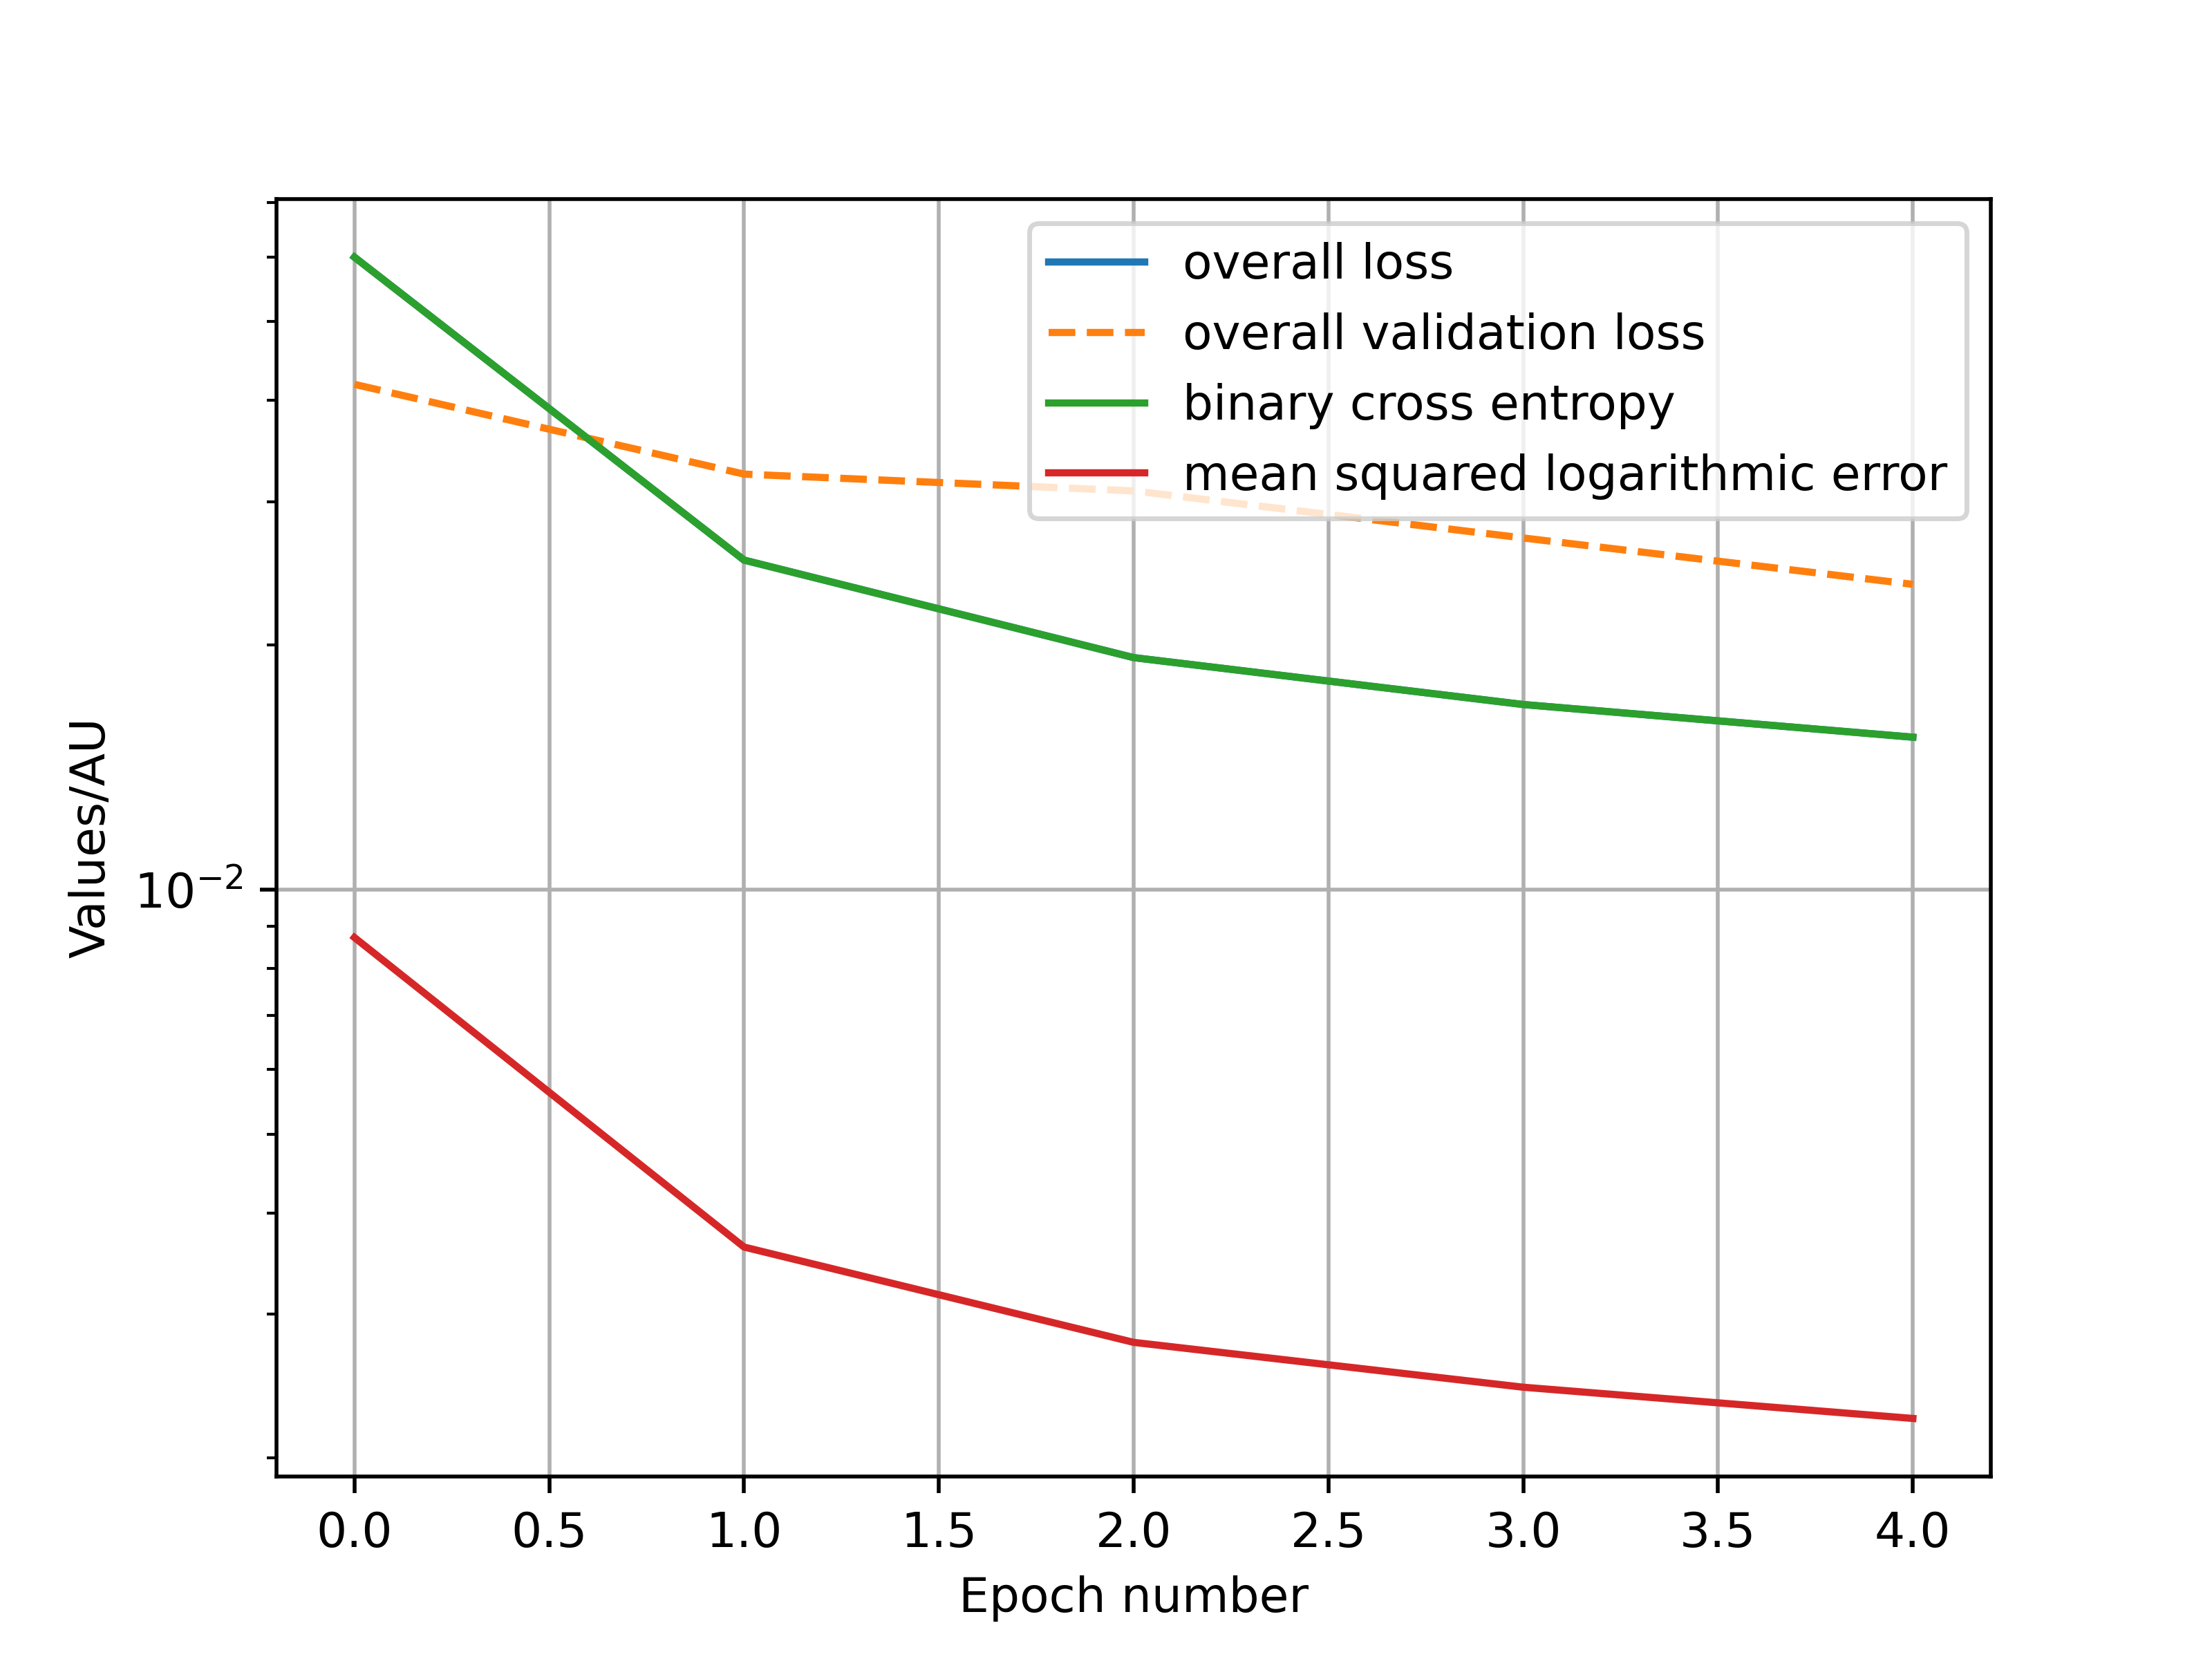 overall loss
overall validation loss
binary cross entropy
mean squared logarithmic error
Values/AU
10⁻²
0.0 0.5 1.0 1.5 2.0 2.5 3.0 3.5 4.0
Epoch number